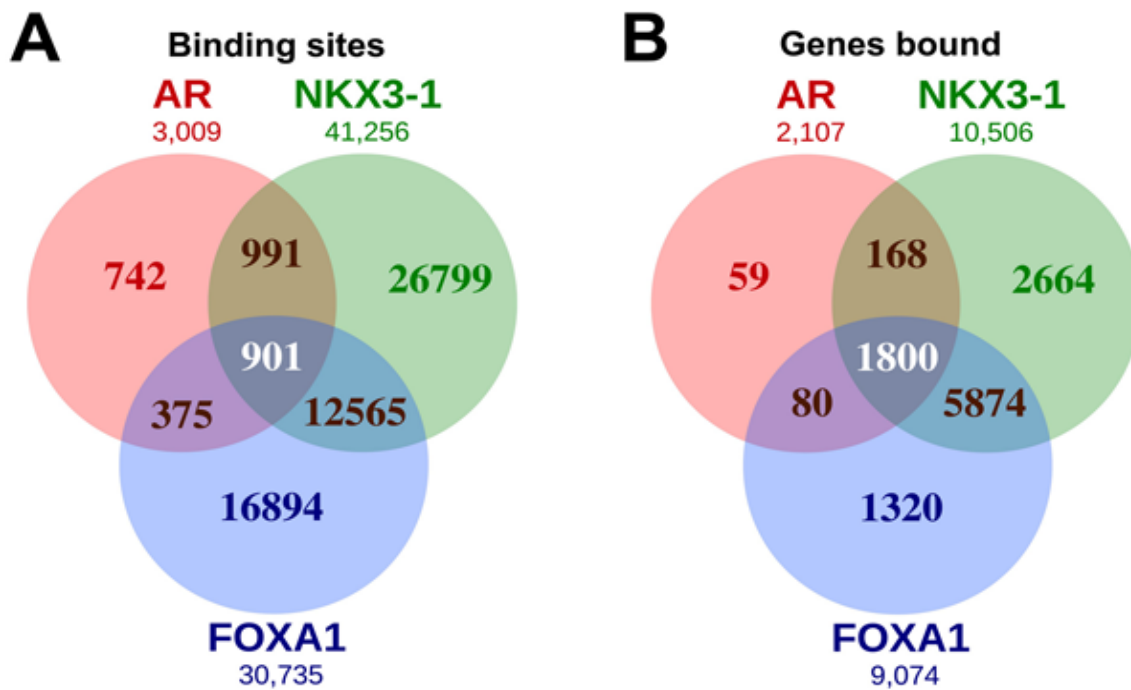 A
Binding sites
AR NKX3-1
3,009 41,256
742
991
26799
901
375
12565
16894
FOXA1
30,735
B
Genes bound
AR NKX3-1
2,107 10,506
59
168
2664
1800
80
5874
1320
FOXA1
9,074